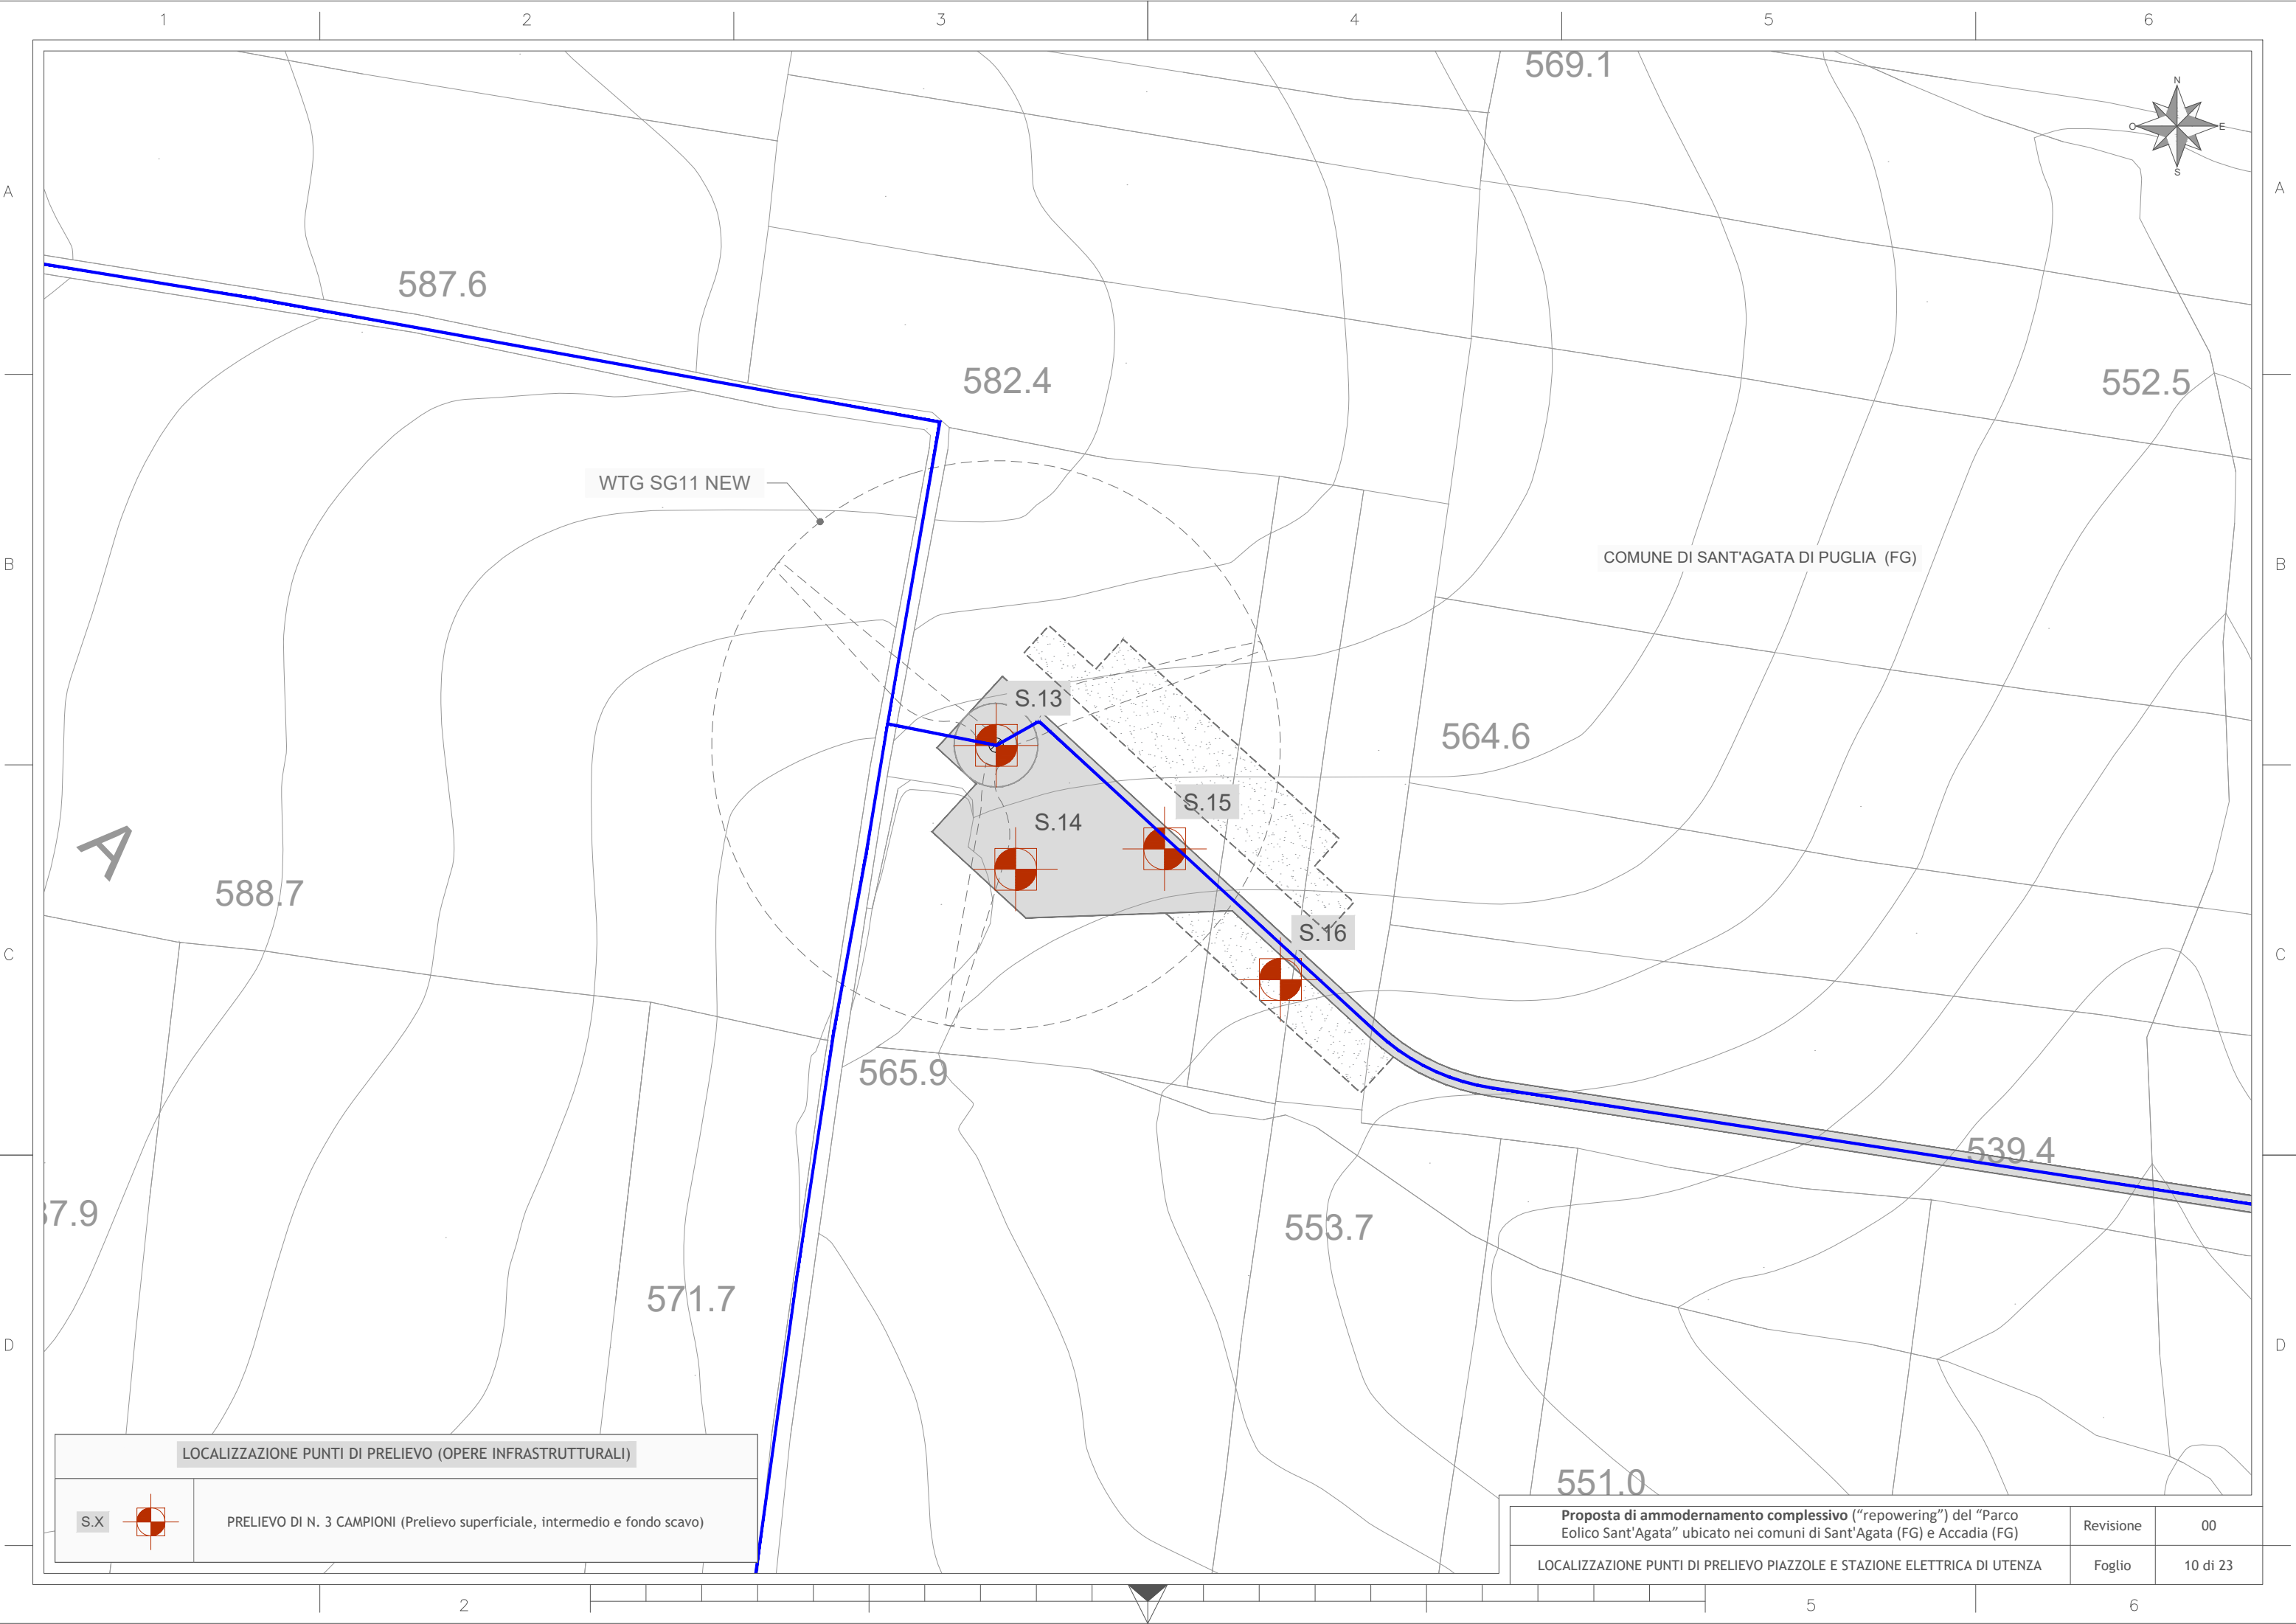 1 2 3 4 5 6
569.1
N
O E
S
A A
587.6
582.4
552.5
WTG SG11 NEW
COMUNE DI SANT'AGATA DI PUGLIA (FG)
B B
S.13
564.6
S.15
S.14
A
588.7
S.16
C C
565.9
539.4
37.9
553.7
571.7
D D
LOCALIZZAZIONE PUNTI DI PRELIEVO (OPERE INFRASTRUTTURALI)
S.X PRELIEVO DI N. 3 CAMPIONI (Prelievo superficiale, intermedio e fondo scavo)
551.0
Proposta di ammodernamento complessivo (“repowering”) del “Parco
Eolico Sant'Agata” ubicato nei comuni di Sant'Agata (FG) e Accadia (FG)
Revisione 00
LOCALIZZAZIONE PUNTI DI PRELIEVO PIAZZOLE E STAZIONE ELETTRICA DI UTENZA
Foglio 10 di 23
2 5 6